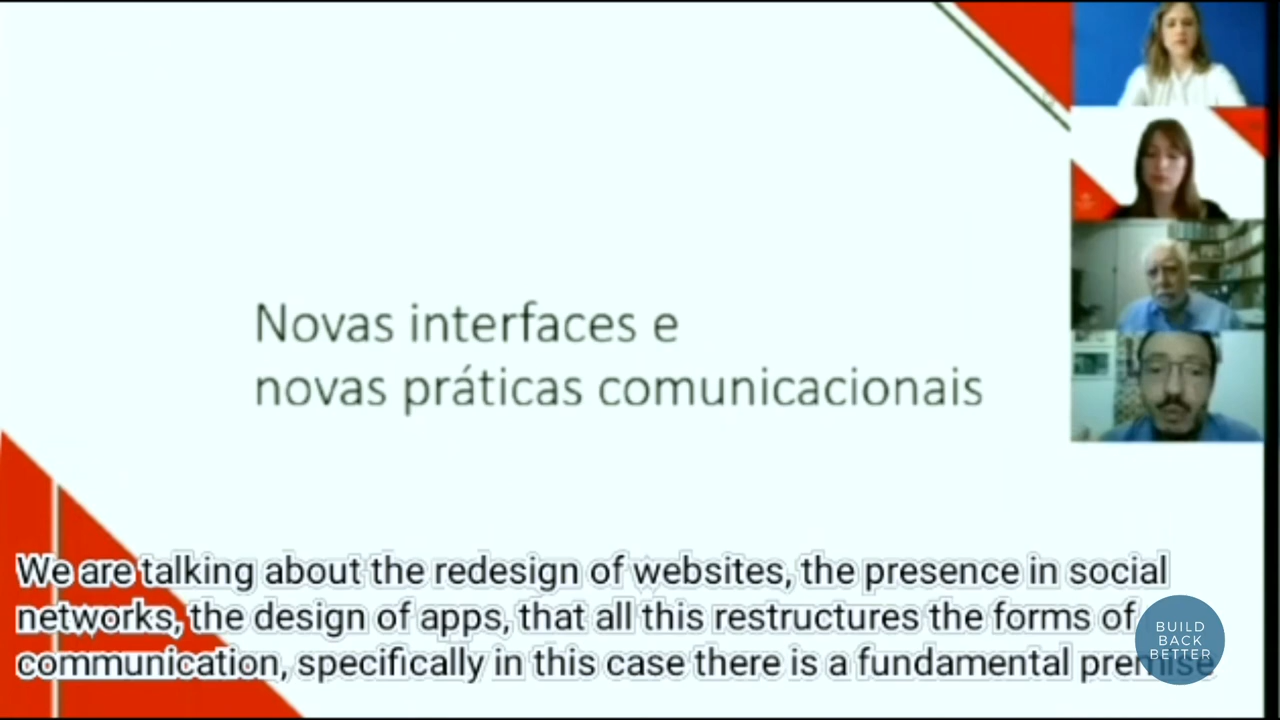 Novas interfaces e
novas práticas comunicacionais
We are talking about the redesign of websites, the presence in social
networks, the design of apps, that all this restructures the forms of
communication, specifically in this case there is a fundamental premise
BUILD
BACK
BETTER